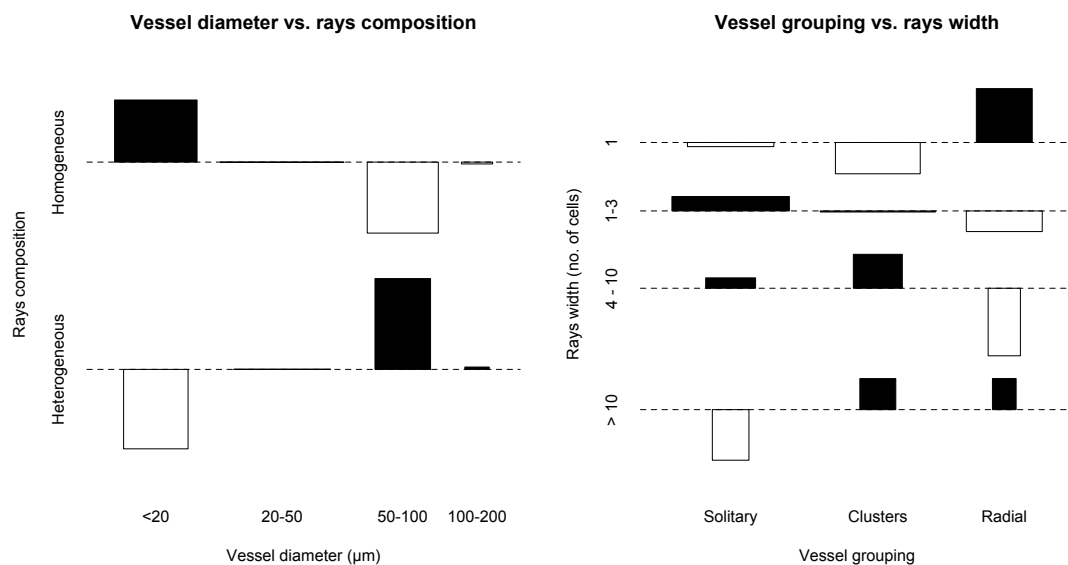 Vessel diameter vs. rays composition
Rays composition
Homogeneous
Heterogeneous
<20
20-50
50-100
100-200
Vessel diameter (µm)
Vessel grouping vs. rays width
Rays width (no. of cells)
1
1-3
4 - 10
> 10
Solitary
Clusters
Radial
Vessel grouping